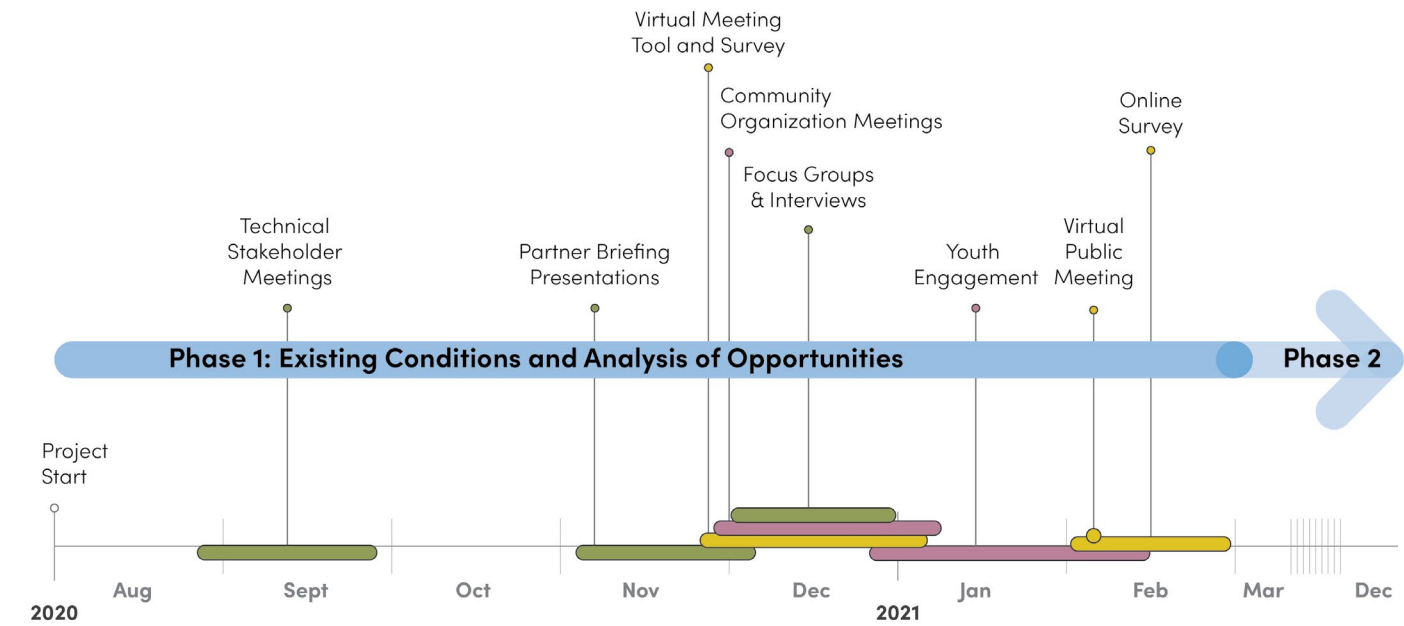 Virtual Meeting
Tool and Survey
Community
Organization Meetings
Online
Survey
Focus Groups
& Interviews
Technical
Stakeholder
Meetings
Partner Briefing
Presentations
Youth
Engagement
Virtual
Public
Meeting
Phase 1: Existing Conditions and Analysis of Opportunities
Phase 2
Project
Start
Aug
Sept
Oct
Nov
Dec
Jan
Feb
Mar
Dec
2020
2021